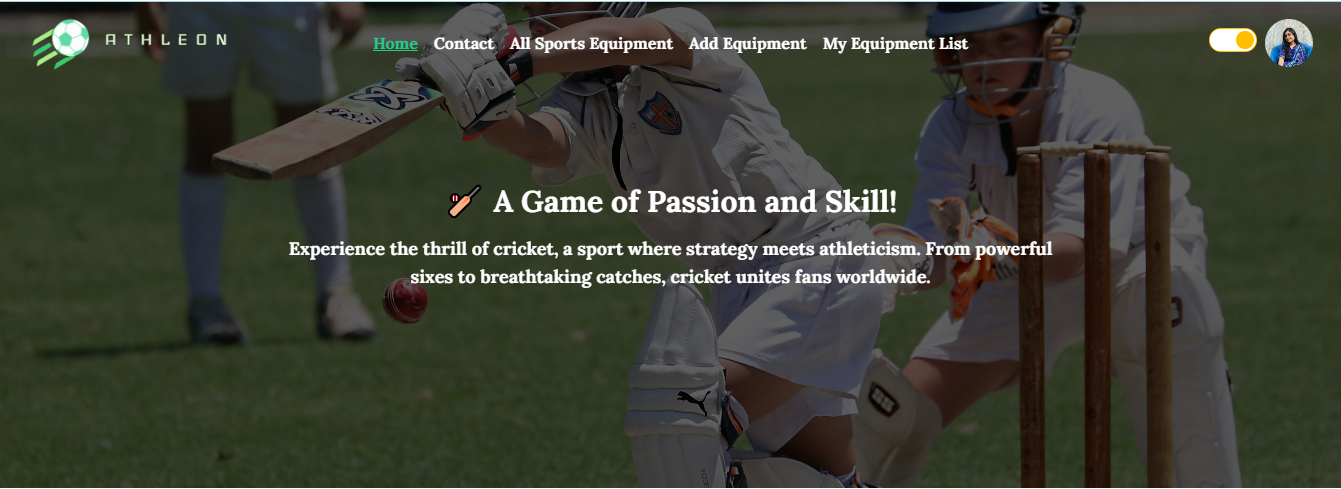 ATHLEON
Home Contact All Sports Equipment Add Equipment My Equipment List
A Game of Passion and Skill!
Experience the thrill of cricket, a sport where strategy meets athleticism. From powerful
sixes to breathtaking catches, cricket unites fans worldwide.